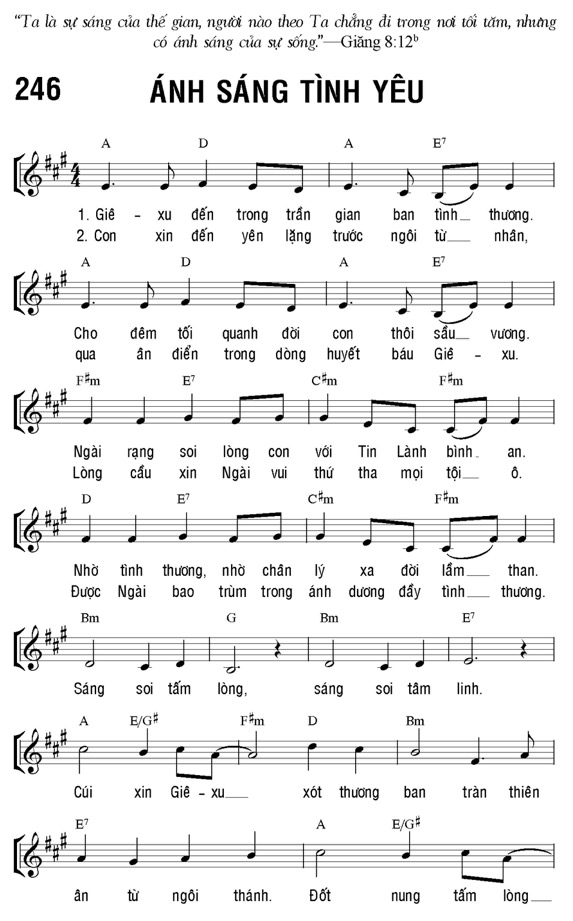 “Ta là sự sáng của thế gian, người nào theo Ta chẳng đi trong nơi tối tăm, nhưng
có ánh sáng của sự sống.”—Giăng 8:12ᵇ
246 ÁNH SÁNG TÌNH YÊU
A D A E7
1. Giê - xu đến trong trần gian ban tình thương.
2. Con xin đến yên lặng trước ngôi từ nhân,
A D A E7
Cho đêm tối quanh đời con thôi sầu vương.
qua ân điển trong dòng huyết báu Giê - xu.
F#m E7 C#m F#m
Ngài rạng soi lòng con với Tin Lành bình an.
Lòng cầu xin Ngài vui thứ tha mọi tội ô.
D E7 C#m F#m
Nhờ tình thương, nhờ chân lý xa đời lầm than.
Được Ngài bao trùm trong ánh dương đầy tình thương.
Bm G Bm E7
Sáng soi tấm lòng, sáng soi tâm linh.
A E/G# F#m D Bm
Cúi xin Giê - xu xót thương ban tràn thiên
E7 A E/G#
ân từ ngôi thánh. Đốt nung tấm lòng